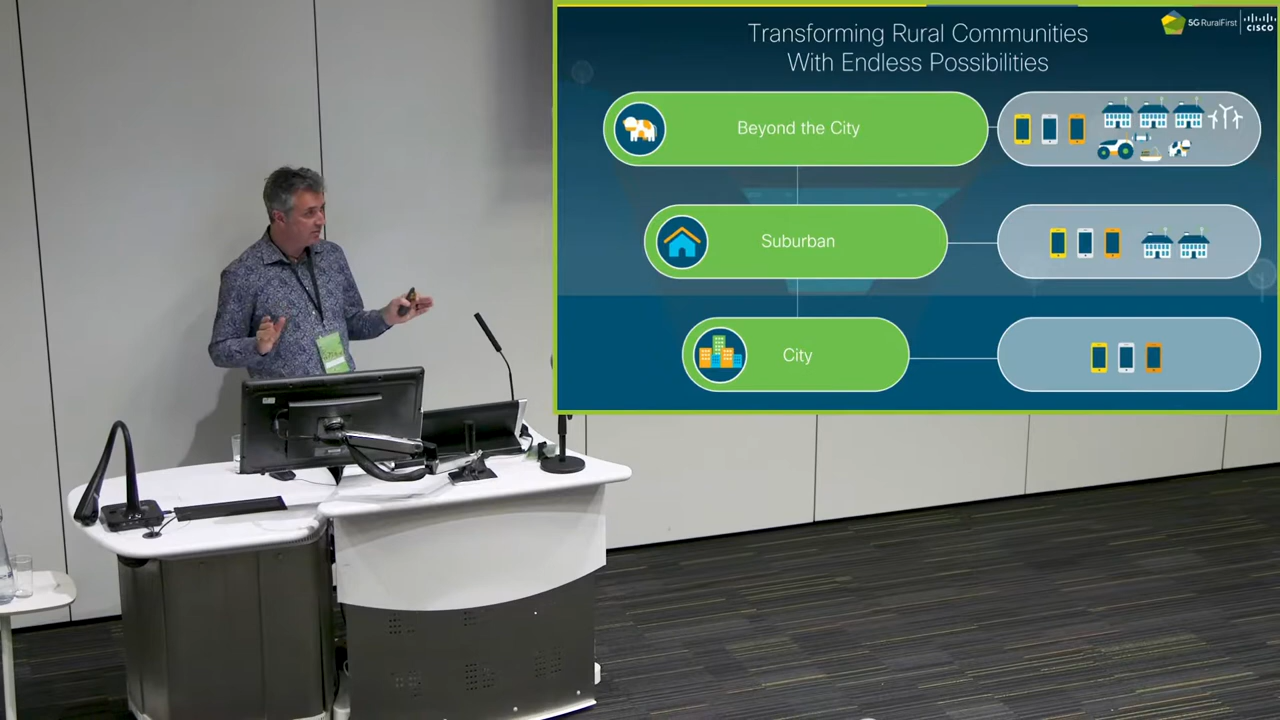 Transforming Rural Communities
With Endless Possibilities
5G RuralFirst
CISCO
Beyond the City
Suburban
City